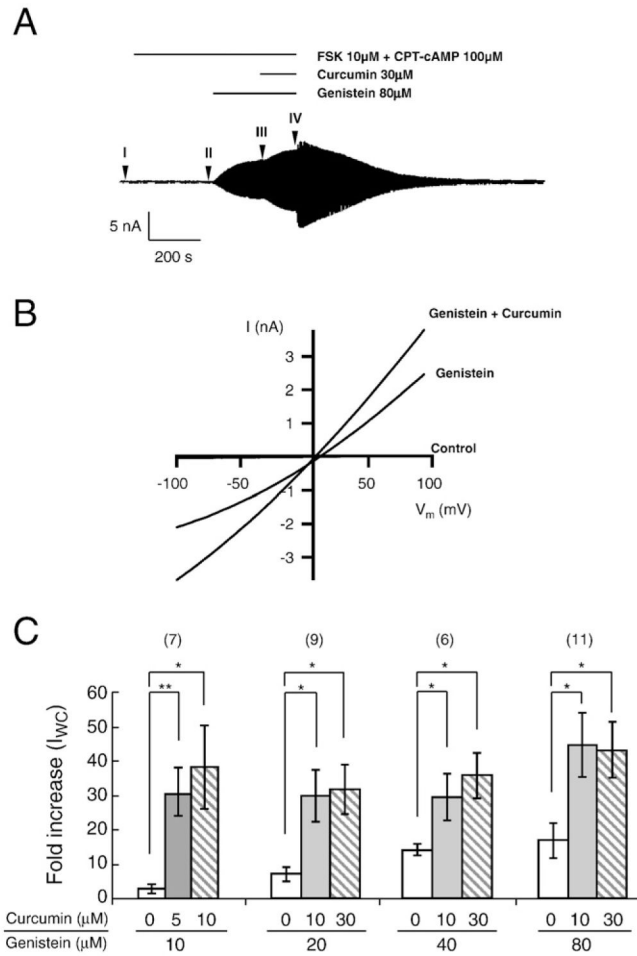 A
FSK 10µM + CPT-cAMP 100µM
Curcumin 30µM
Genistein 80µM
I II III IV
5 nA
200 s
B
I (nA)
Genistein + Curcumin
3
Genistein
2
1
Control
-100 -50 50 100
-1
Vm (mV)
-2
-3
C
(7) (9) (6) (11)
* * * *
** * * *
60
50
40
30
20
10
0
Fold increase (IWC)
Curcumin (µM) 0 5 10 0 10 30 0 10 30 0 10 30
Genistein (µM) 10 20 40 80